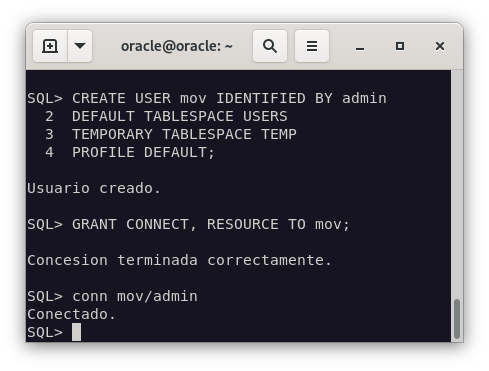 oracle@oracle: ~
SQL> CREATE USER mov IDENTIFIED BY admin
  2  DEFAULT TABLESPACE USERS
  3  TEMPORARY TABLESPACE TEMP
  4  PROFILE DEFAULT;
Usuario creado.
SQL> GRANT CONNECT, RESOURCE TO mov;
Concesion terminada correctamente.
SQL> conn mov/admin
Conectado.
SQL>